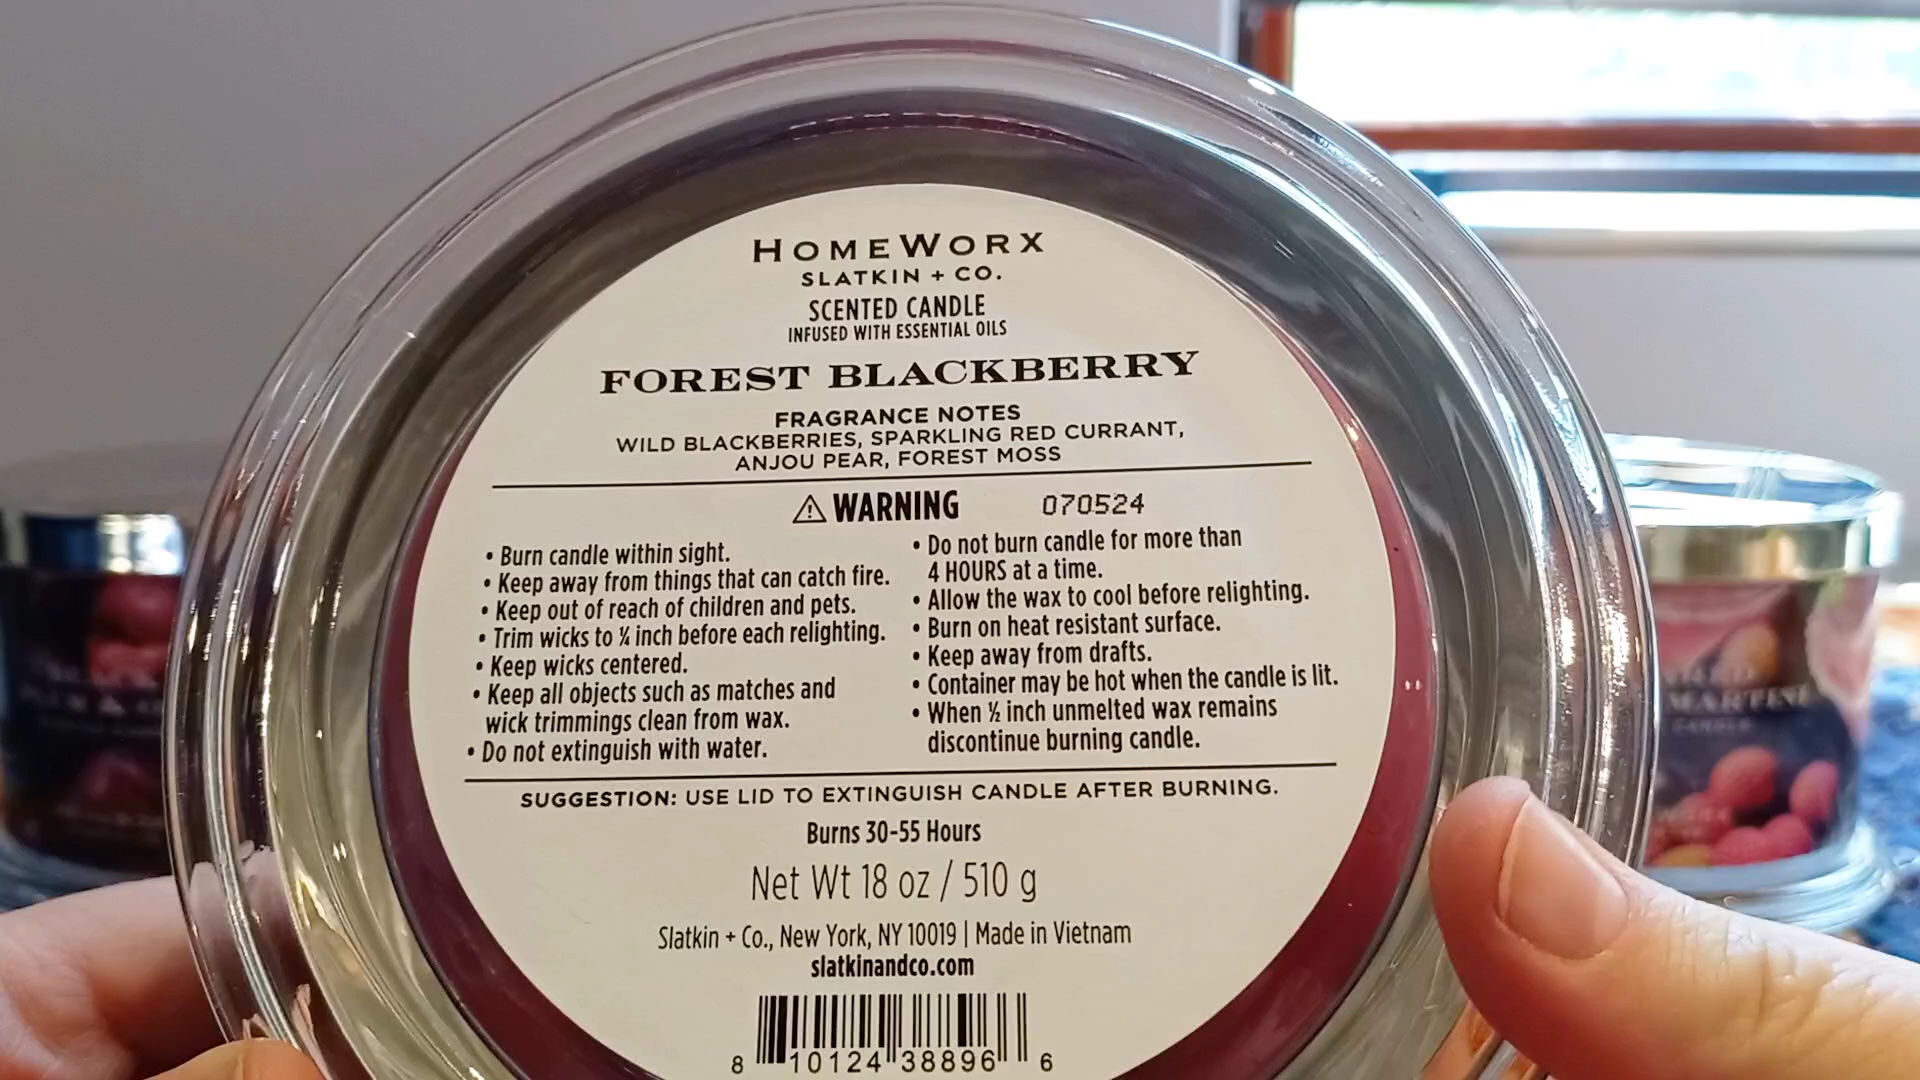 HOMEWORX
SLATKIN + CO.
SCENTED CANDLE
INFUSED WITH ESSENTIAL OILS
FOREST BLACKBERRY
FRAGRANCE NOTES
WILD BLACKBERRIES, SPARKLING RED CURRANT,
ANJOU PEAR, FOREST MOSS
⚠ WARNING 070524
• Burn candle within sight.
• Keep away from things that can catch fire.
• Keep out of reach of children and pets.
• Trim wicks to ¼ inch before each relighting.
• Keep wicks centered.
• Keep all objects such as matches and
wick trimmings clean from wax.
• Do not extinguish with water.
• Do not burn candle for more than
4 HOURS at a time.
• Allow the wax to cool before relighting.
• Burn on heat resistant surface.
• Keep away from drafts.
• Container may be hot when the candle is lit.
• When ½ inch unmelted wax remains
discontinue burning candle.
SUGGESTION: USE LID TO EXTINGUISH CANDLE AFTER BURNING.
Burns 30-55 Hours
Net Wt 18 oz / 510 g
Slatkin + Co., New York, NY 10019 | Made in Vietnam
slatkinandco.com
8 10124 38896 6
MARTINI